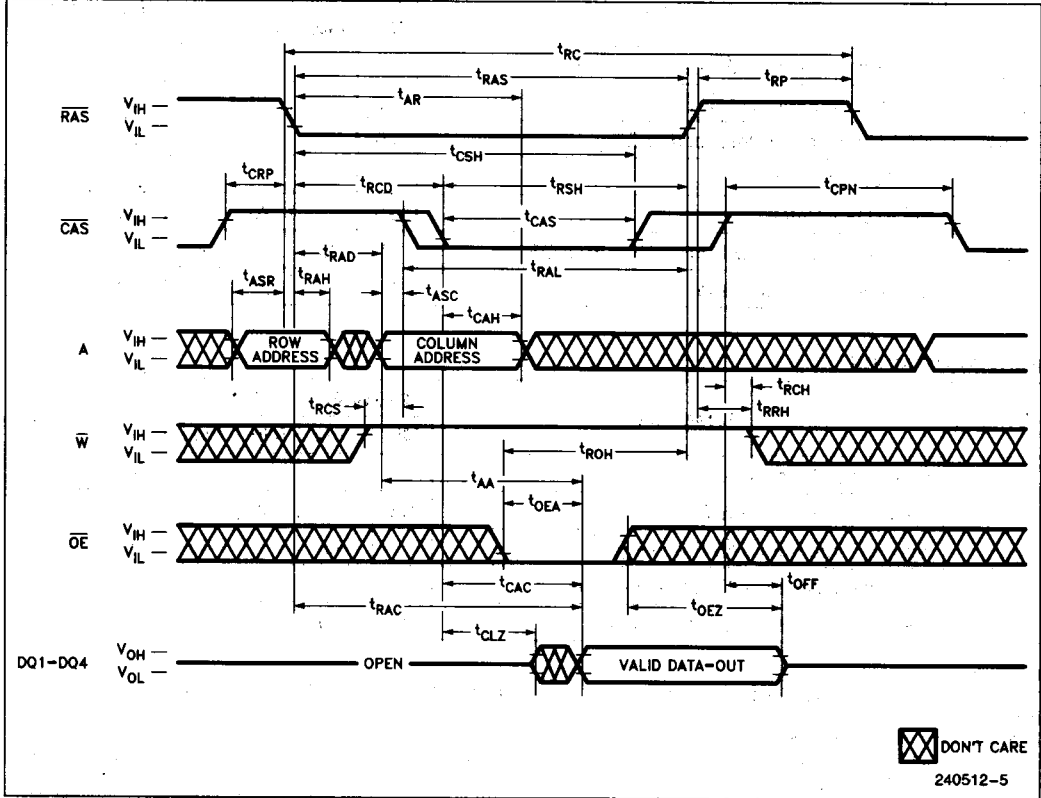 tRC
tRAS
tRP
tAR
RAS
VIH
VIL
tCSH
tCRP
tRCD
tRSH
tCPN
CAS
VIH
VIL
tCAS
tRAD
tRAL
tASR
tRAH
tASC
tCAH
A
VIH
VIL
ROW
ADDRESS
COLUMN
ADDRESS
tRCH
tRCS
tRRH
W
VIH
VIL
tROH
tAA
tOEA
OE
VIH
VIL
tCAC
tOFF
tRAC
tOEZ
tCLZ
DQ1-DQ4
VOH
VOL
OPEN
VALID DATA-OUT
DON'T CARE
240512-5